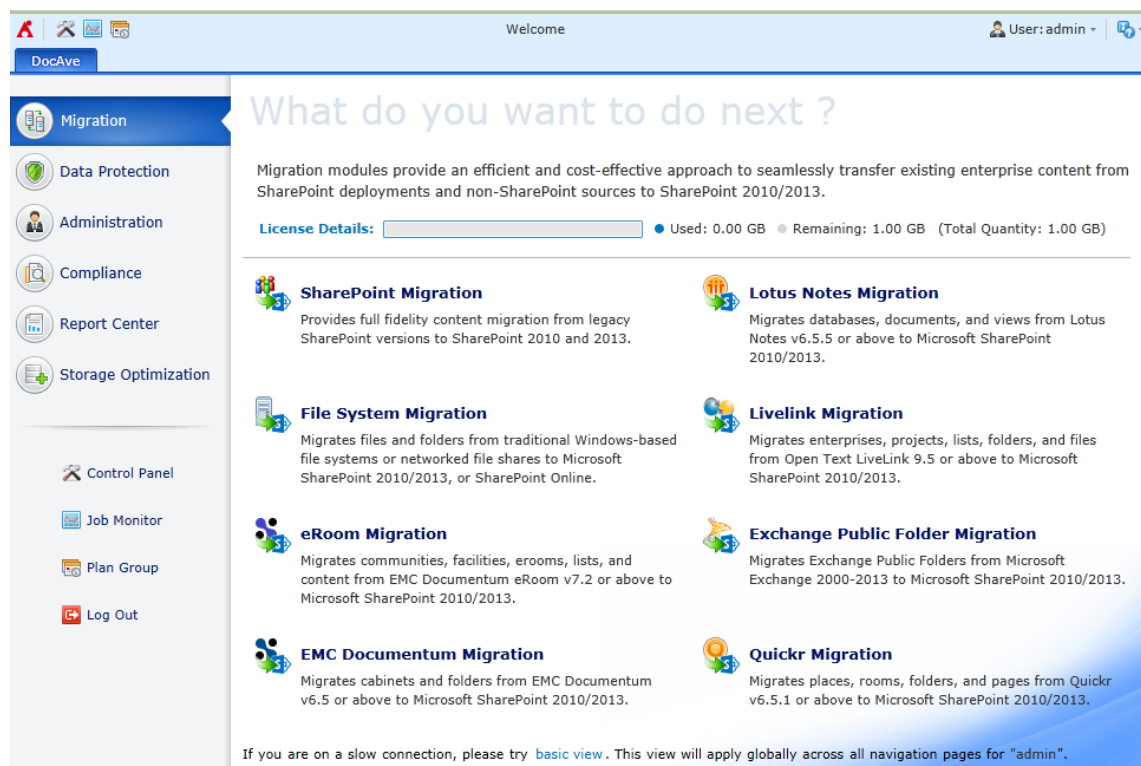 Welcome
User: admin
DocAve
Migration
Data Protection
Administration
Compliance
Report Center
Storage Optimization
Control Panel
Job Monitor
Plan Group
Log Out
What do you want to do next ?
Migration modules provide an efficient and cost-effective approach to seamlessly transfer existing enterprise content from
SharePoint deployments and non-SharePoint sources to SharePoint 2010/2013.
License Details: Used: 0.00 GB Remaining: 1.00 GB (Total Quantity: 1.00 GB)
SharePoint Migration
Provides full fidelity content migration from legacy
SharePoint versions to SharePoint 2010 and 2013.
Lotus Notes Migration
Migrates databases, documents, and views from Lotus
Notes v6.5.5 or above to Microsoft SharePoint
2010/2013.
File System Migration
Migrates files and folders from traditional Windows-based
file systems or networked file shares to Microsoft
SharePoint 2010/2013, or SharePoint Online.
Livelink Migration
Migrates enterprises, projects, lists, folders, and files
from Open Text LiveLink 9.5 or above to Microsoft
SharePoint 2010/2013.
eRoom Migration
Migrates communities, facilities, erooms, lists, and
content from EMC Documentum eRoom v7.2 or above to
Microsoft SharePoint 2010/2013.
Exchange Public Folder Migration
Migrates Exchange Public Folders from Microsoft
Exchange 2000-2013 to Microsoft SharePoint 2010/2013.
EMC Documentum Migration
Migrates cabinets and folders from EMC Documentum
v6.5 or above to Microsoft SharePoint 2010/2013.
Quickr Migration
Migrates places, rooms, folders, and pages from Quickr
v6.5.1 or above to Microsoft SharePoint 2010/2013.
If you are on a slow connection, please try basic view . This view will apply globally across all navigation pages for "admin".